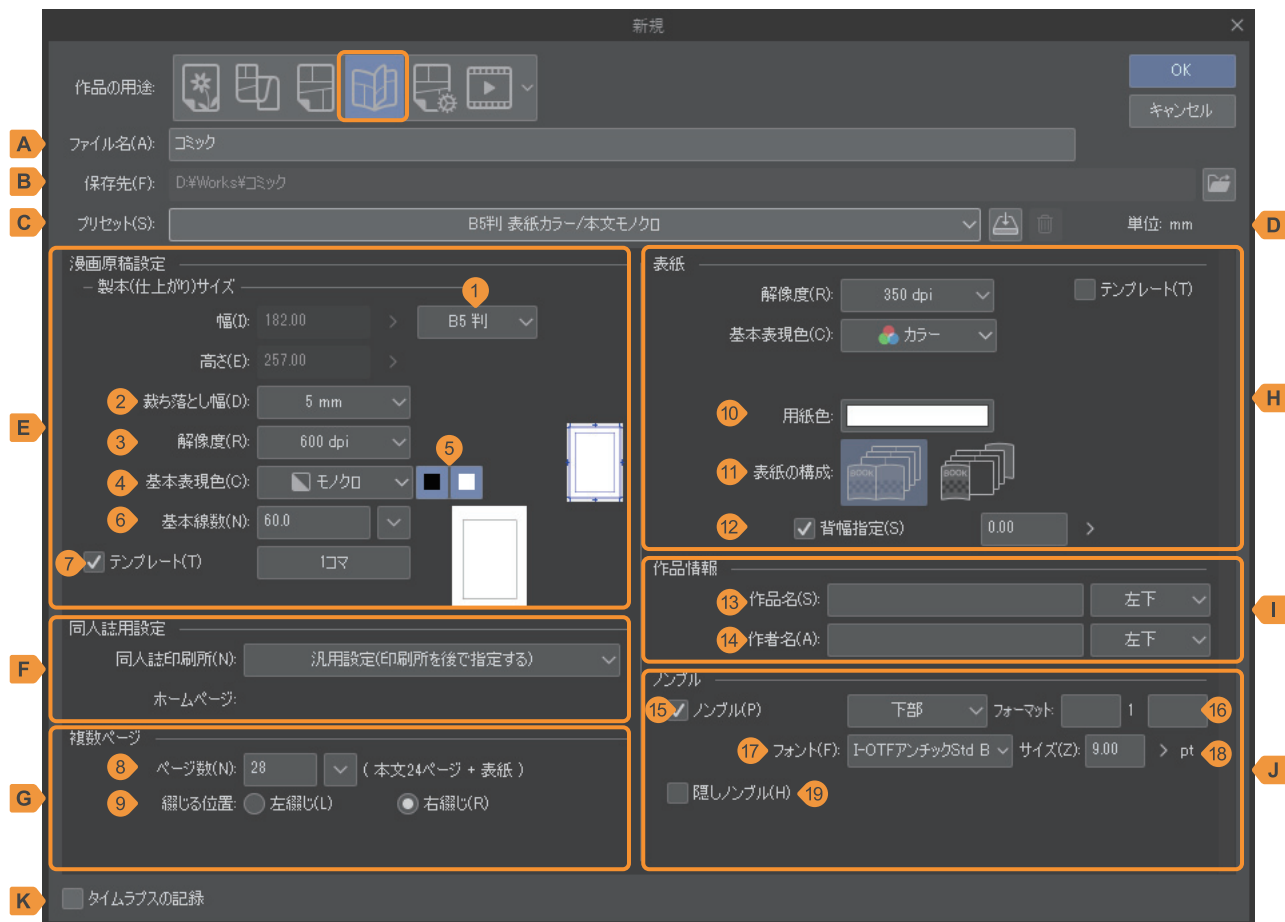 新規
作品の用途:
OK
キャンセル
A ファイル名(A): コミック
B 保存先(F): D:¥Works¥コミック
C プリセット(S): B5判 表紙カラー/本文モノクロ 単位: mm D
漫画原稿設定
製本(仕上がり)サイズ
1
幅(I): 182.00 > B5 判
高さ(E): 257.00 >
2 裁ち落とし幅(D): 5 mm
E
3 解像度(R): 600 dpi
5
4 基本表現色(C): モノクロ
6 基本線数(N): 60.0
7 テンプレート(T) 1コマ
同人誌用設定
F 同人誌印刷所(N): 汎用設定(印刷所を後で指定する)
ホームページ:
複数ページ
8 ページ数(N): 28 ( 本文24ページ + 表紙 )
G
9 綴じる位置: 左綴じ(L) 右綴じ(R)
表紙
解像度(R): 350 dpi テンプレート(T)
基本表現色(C): カラー
H
10 用紙色:
11 表紙の構成: BOOK BOOK
12 背幅指定(S) 0.00 >
作品情報
13 作品名(S): 左下
I
14 作者名(A): 左下
ノンブル
15 ノンブル(P) 下部 フォーマット: 1 16
17 フォント(F): I-OTFアンチックStd B サイズ(Z): 9.00 > pt 18
J
隠しノンブル(H) 19
K タイムラプスの記録